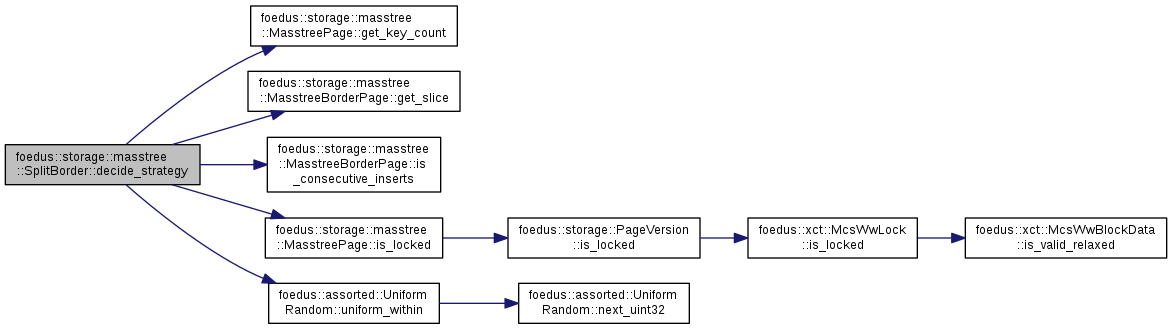 foedus::storage::masstree
::MasstreePage::get_key_count
foedus::storage::masstree
::MasstreeBorderPage::get_slice
foedus::storage::masstree
::SplitBorder::decide_strategy
foedus::storage::masstree
::MasstreeBorderPage::is
_consecutive_inserts
foedus::storage::masstree
::MasstreePage::is_locked
foedus::storage::PageVersion
::is_locked
foedus::xct::McsWwLock
::is_locked
foedus::xct::McsWwBlockData
::is_valid_relaxed
foedus::assorted::Uniform
Random::uniform_within
foedus::assorted::Uniform
Random::next_uint32